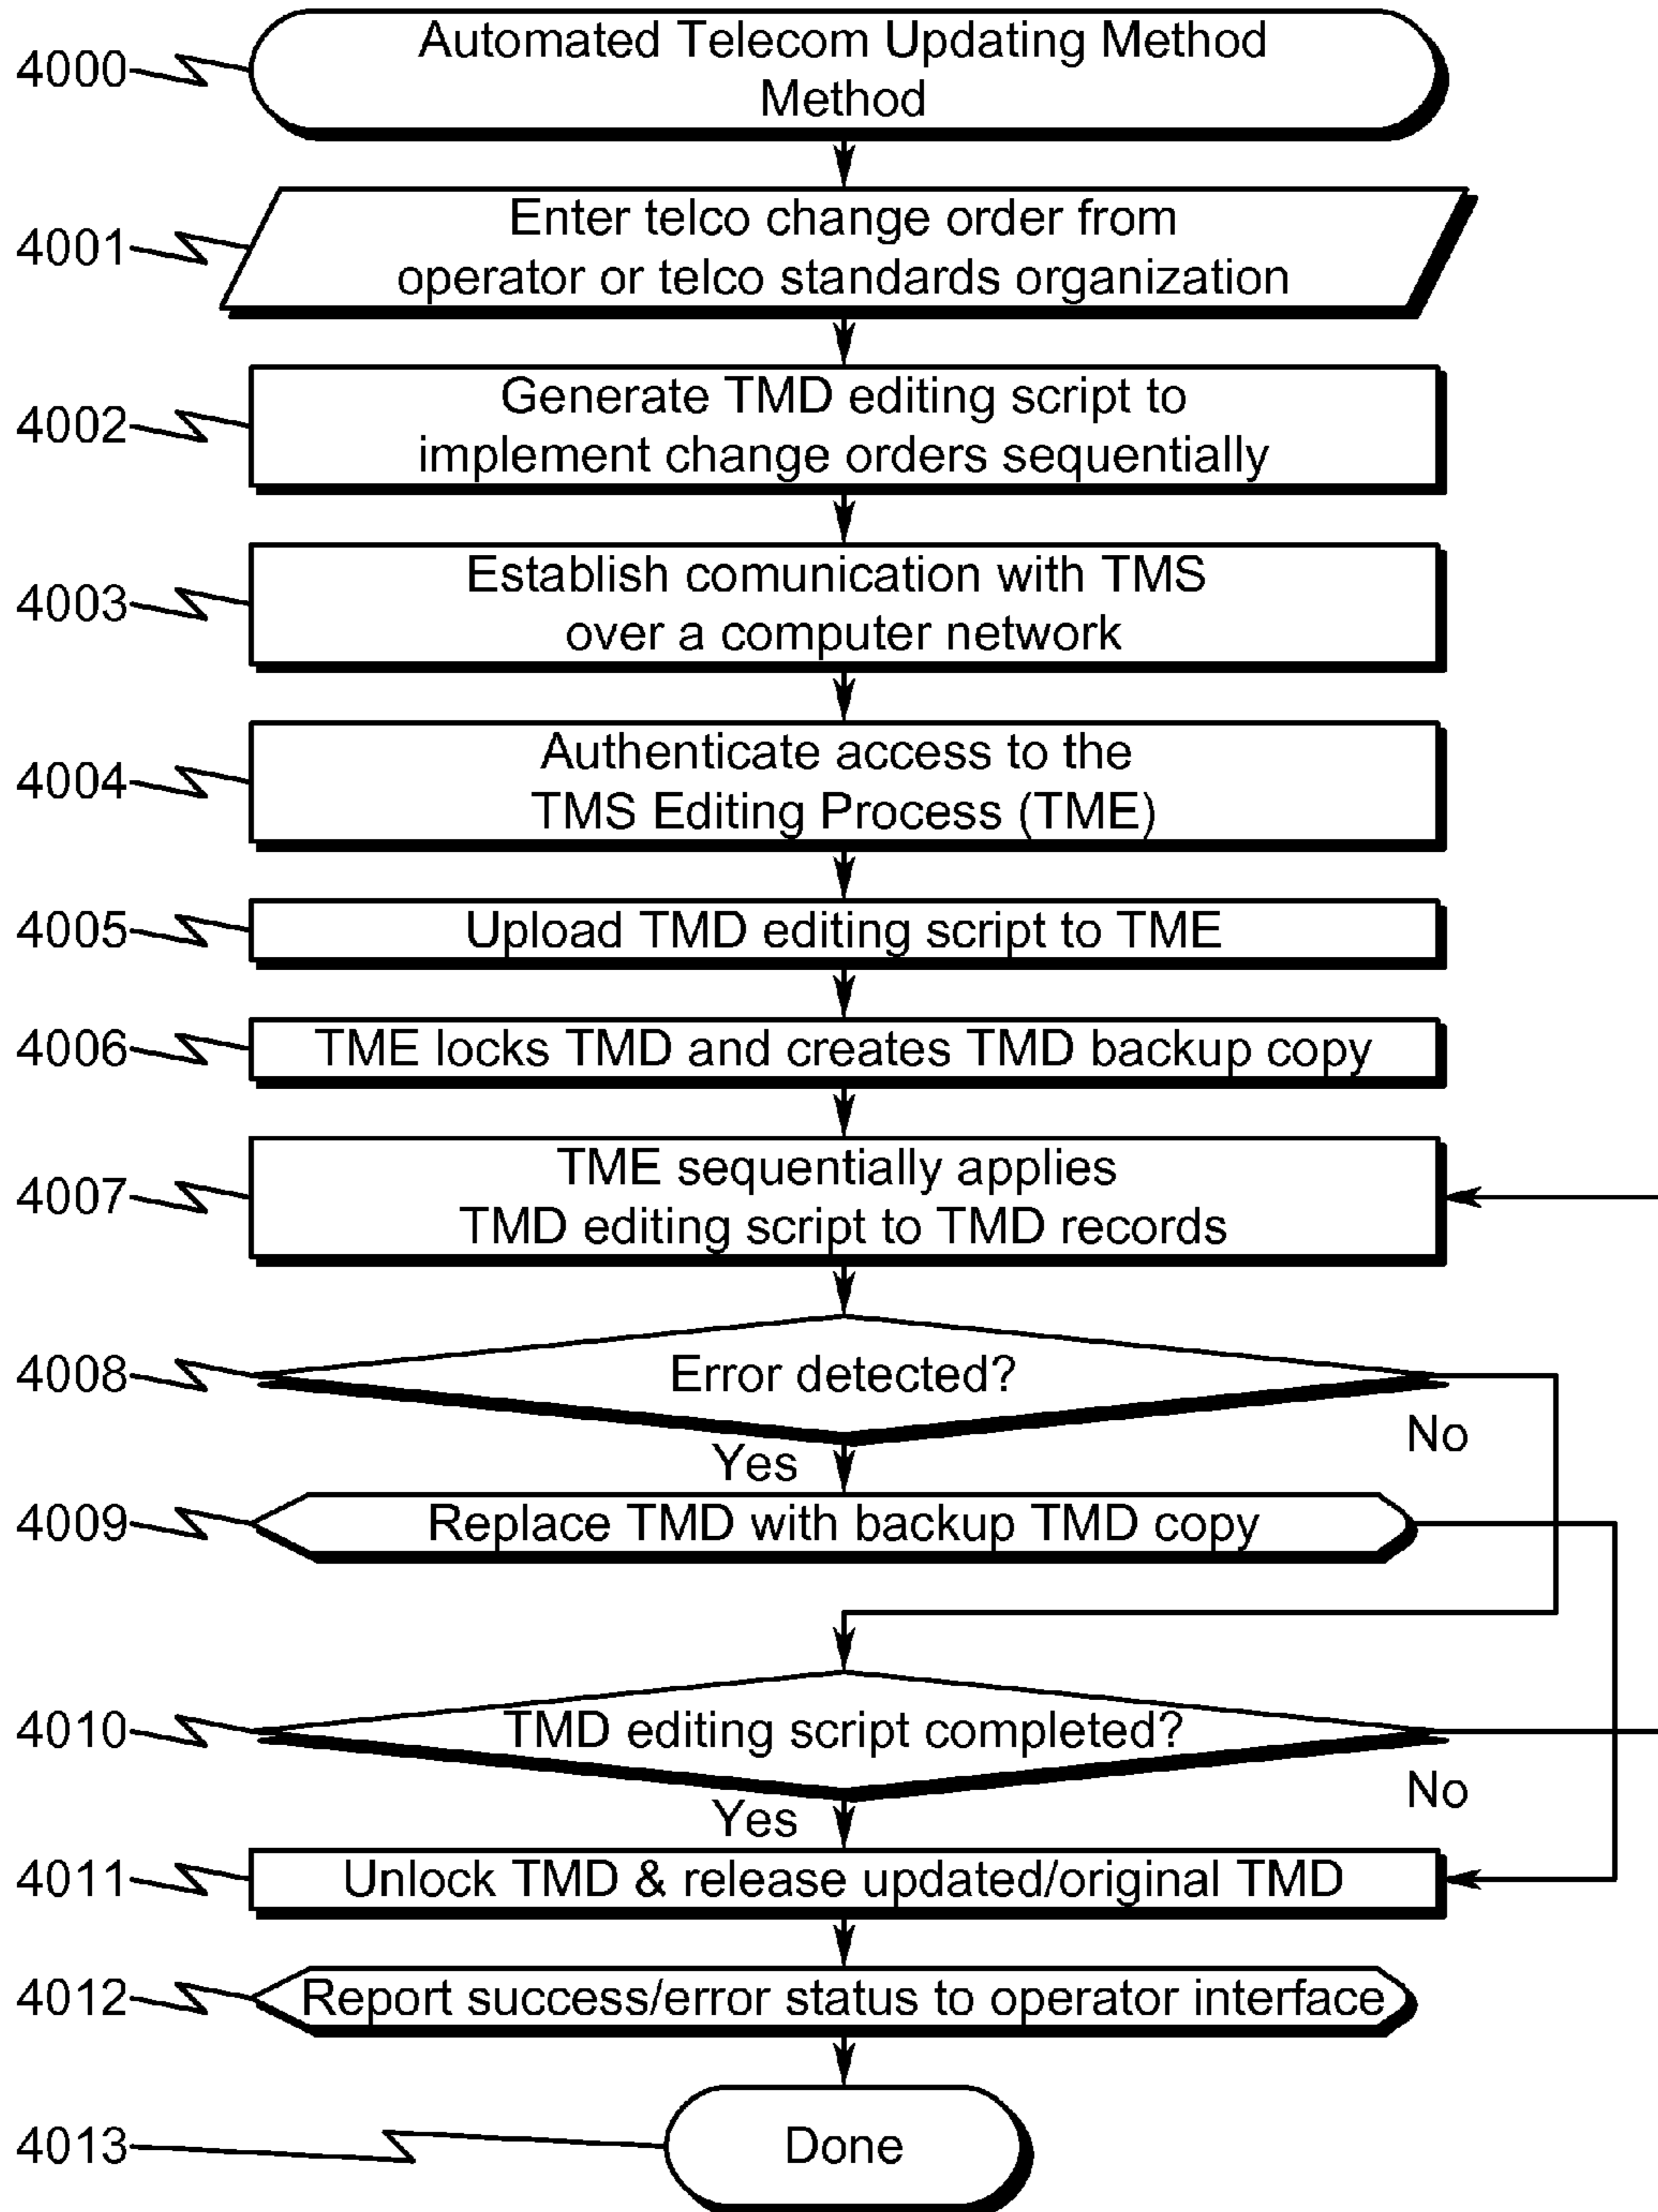 Automated Telecom Updating Method
Method
4000
Enter telco change order from
operator or telco standards organization
4001
Generate TMD editing script to
implement change orders sequentially
4002
Establish comunication with TMS
over a computer network
4003
Authenticate access to the
TMS Editing Process (TME)
4004
4005 Upload TMD editing script to TME
4006 TME locks TMD and creates TMD backup copy
TME sequentially applies
TMD editing script to TMD records
4007
4008 Error detected?
No
Yes
4009 Replace TMD with backup TMD copy
4010 TMD editing script completed?
No
Yes
4011 Unlock TMD & release updated/original TMD
4012 Report success/error status to operator interface
4013 Done